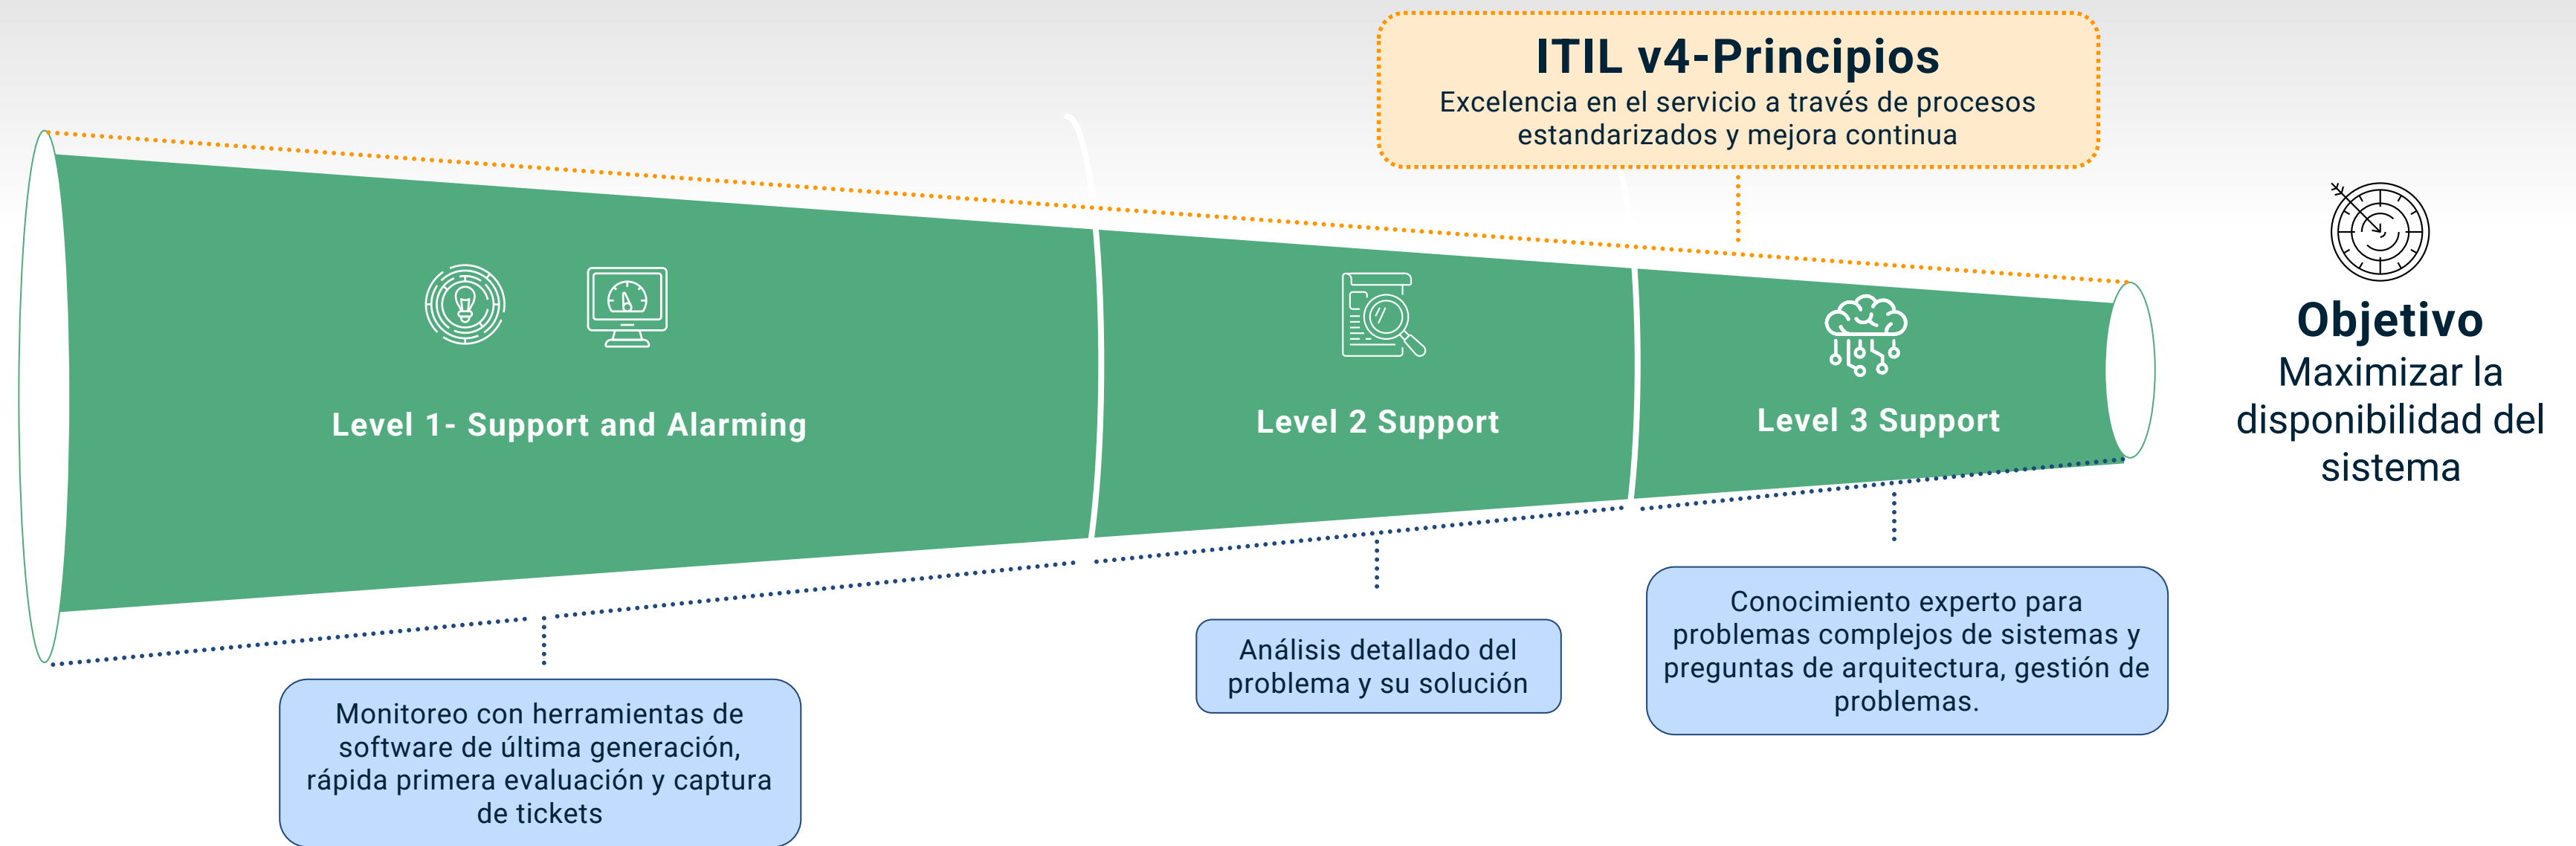 ITIL v4-Principios
Excelencia en el servicio a través de procesos
estandarizados y mejora continua
Level 1- Support and Alarming
Level 2 Support
Level 3 Support
Objetivo
Maximizar la
disponibilidad del
sistema
Monitoreo con herramientas de
software de última generación,
rápida primera evaluación y captura
de tickets
Análisis detallado del
problema y su solución
Conocimiento experto para
problemas complejos de sistemas y
preguntas de arquitectura, gestión de
problemas.